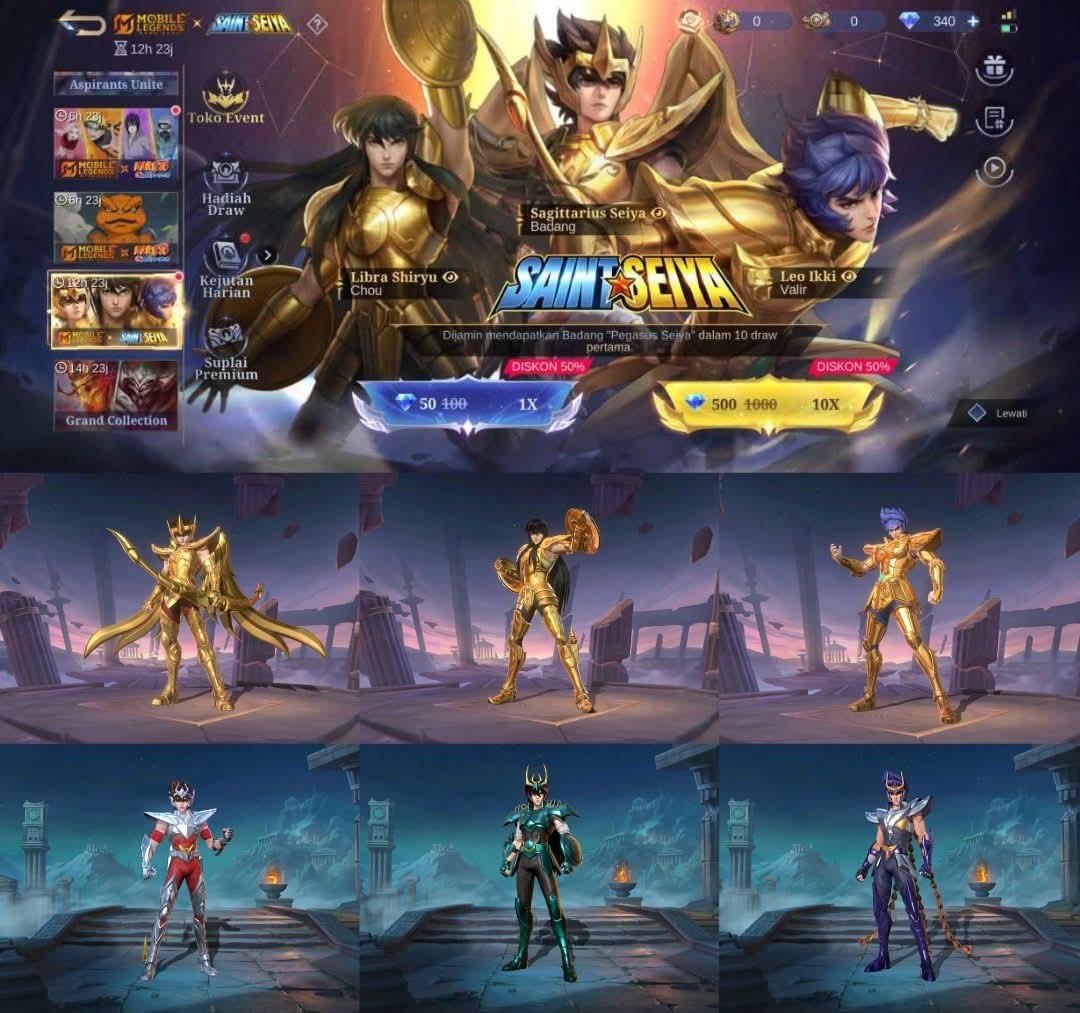 MOBILE LEGENDS × SAINT SEIYA ?
12h 23j
0
0
340 +
Aspirants Unite
6h 23j
MOBILE LEGENDS × NARUTO
6h 23j
MOBILE LEGENDS × NARUTO
12h 23j
MOBILE LEGENDS × SAINT SEIYA
14h 23j
Grand Collection
Toko Event
Hadiah
Draw
Kejutan
Harian
Suplai
Premium
Sagittarius Seiya
Badang
Libra Shiryu
Chou
Leo Ikki
Valir
SAINT SEIYA
Dijamin mendapatkan Badang "Pegasus Seiya" dalam 10 draw
pertama.
DISKON 50%
50 100 1X
DISKON 50%
500 1000 10X
Lewati